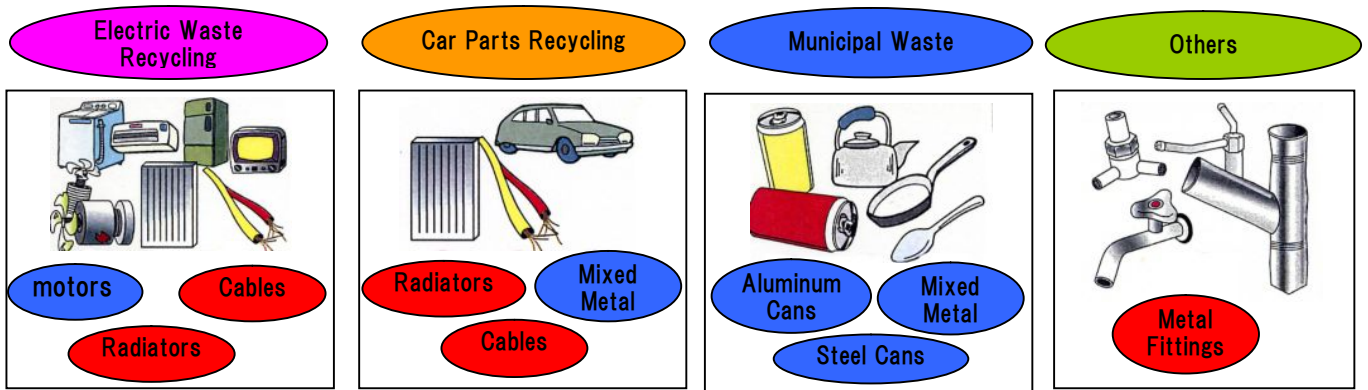 Electric Waste
Recycling
Car Parts Recycling
Municipal Waste
Others
motors
Cables
Radiators
Radiators
Mixed
Metal
Cables
Aluminum
Cans
Mixed
Metal
Steel Cans
Metal
Fittings